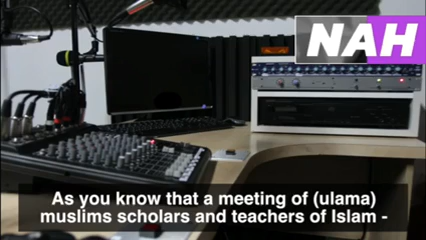 NAH
As you know that a meeting of (ulama)
muslims scholars and teachers of Islam -